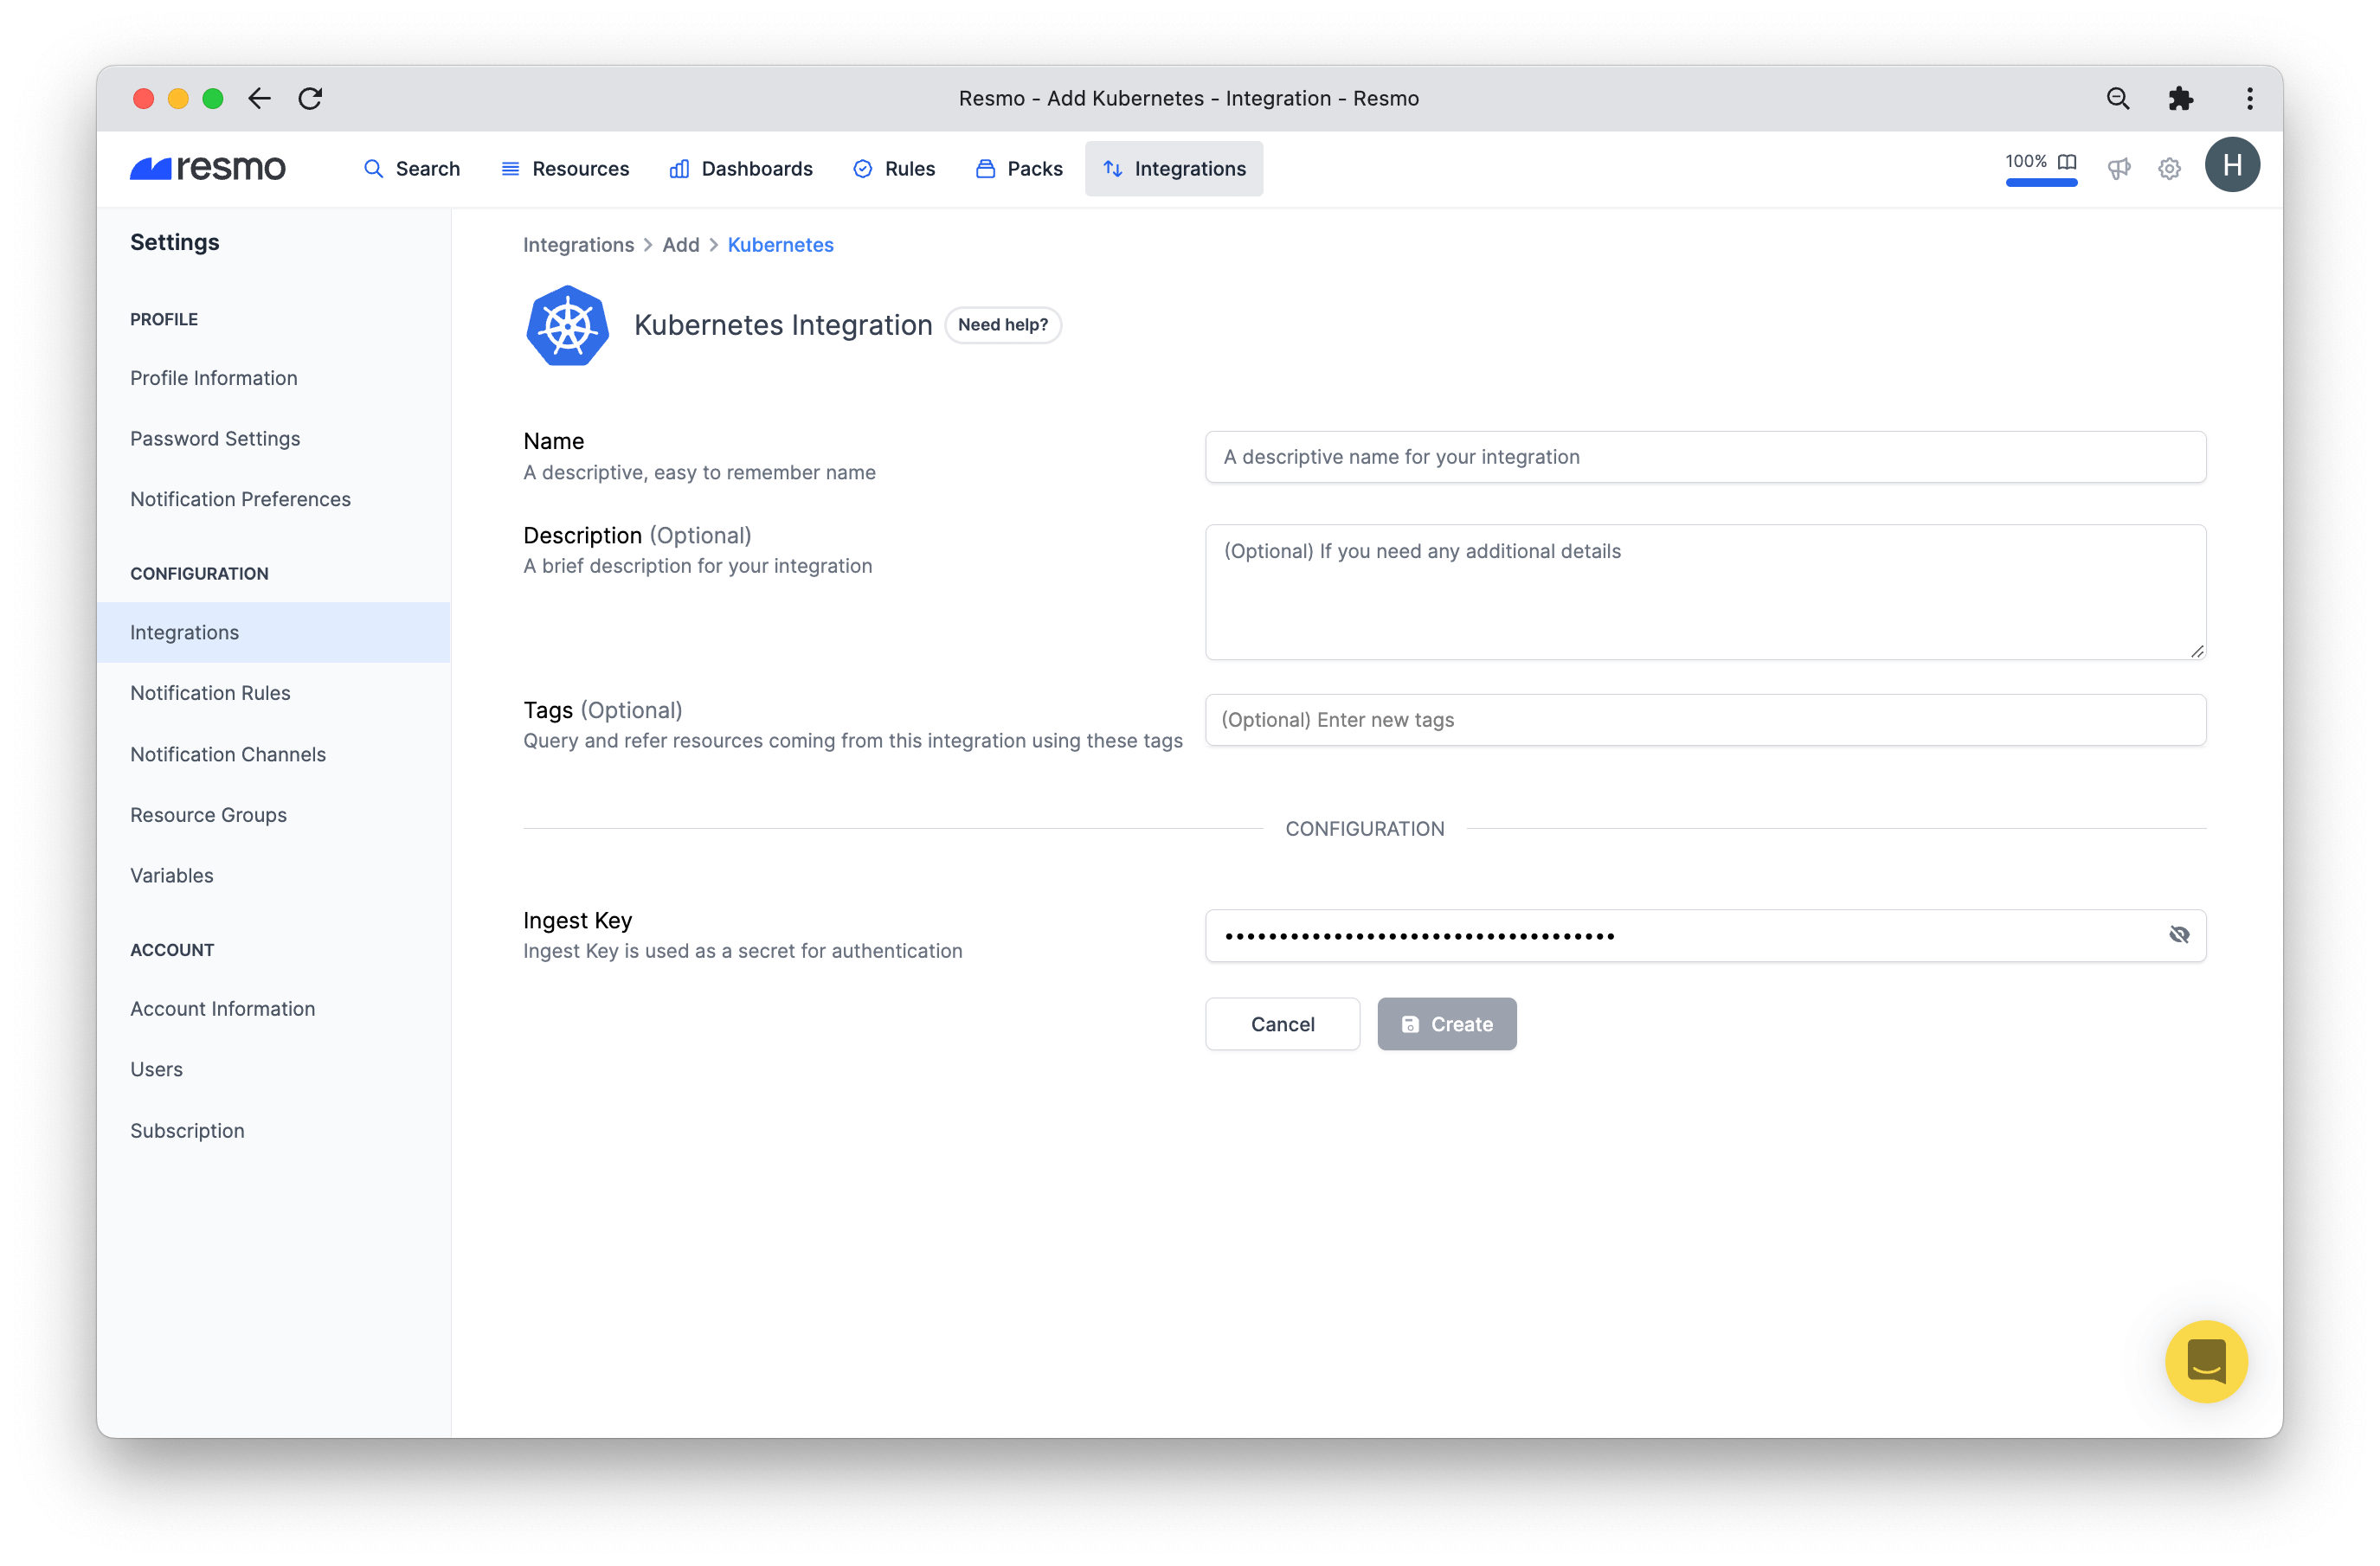 Resmo - Add Kubernetes - Integration - Resmo
resmo
Search
Resources
Dashboards
Rules
Packs
Integrations
100%
H
Settings
PROFILE
Profile Information
Password Settings
Notification Preferences
CONFIGURATION
Integrations
Notification Rules
Notification Channels
Resource Groups
Variables
ACCOUNT
Account Information
Users
Subscription
Integrations > Add > Kubernetes
Kubernetes Integration
Need help?
Name
A descriptive, easy to remember name
A descriptive name for your integration
Description (Optional)
A brief description for your integration
(Optional) If you need any additional details
Tags (Optional)
Query and refer resources coming from this integration using these tags
(Optional) Enter new tags
CONFIGURATION
Ingest Key
Ingest Key is used as a secret for authentication
••••••••••••••••••••••••••••••••••••
Cancel
Create